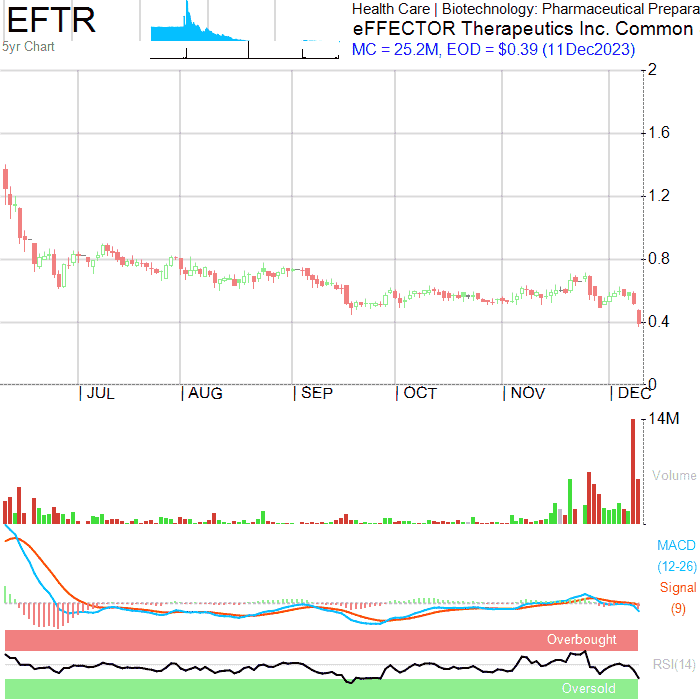 EFTR
5yr Chart
Health Care | Biotechnology: Pharmaceutical Prepara
eFFECTOR Therapeutics Inc. Common
MC = 25.2M, EOD = $0.39 (11Dec2023)
2
1.6
1.2
0.8
0.4
0
| JUL | AUG | SEP | OCT | NOV | DEC
14M
Volume
MACD
(12-26)
Signal
(9)
Overbought
RSI(14)
Oversold